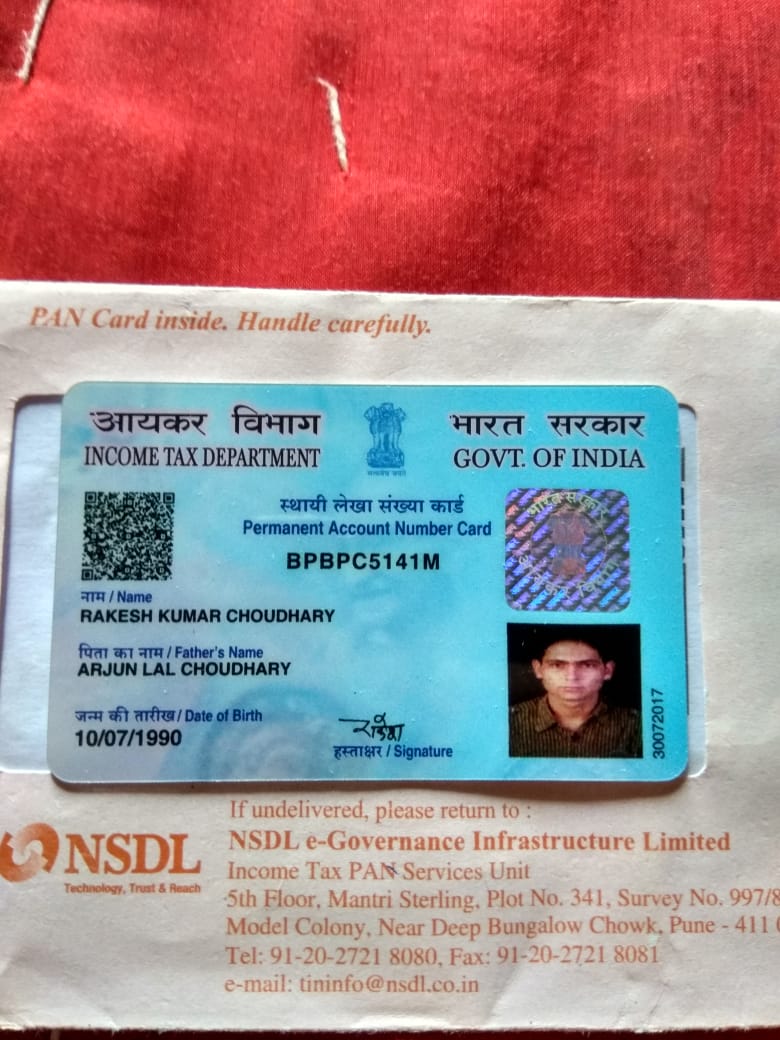 PAN Card inside. Handle carefully.
आयकर विभाग
INCOME TAX DEPARTMENT
सत्यमेव जयते
भारत सरकार
GOVT. OF INDIA
स्थायी लेखा संख्या कार्ड
Permanent Account Number Card
BPBPC5141M
भारत सरकार
आयकर विभाग
नाम / Name
RAKESH KUMAR CHOUDHARY
पिता का नाम / Father's Name
ARJUN LAL CHOUDHARY
जन्म की तारीख / Date of Birth
10/07/1990
हस्ताक्षर / Signature
30072017
If undelivered, please return to :
NSDL
Technology, Trust & Reach
NSDL e-Governance Infrastructure Limited
Income Tax PAN Services Unit
5th Floor, Mantri Sterling, Plot No. 341, Survey No. 997/8
Model Colony, Near Deep Bungalow Chowk, Pune - 411
Tel: 91-20-2721 8080, Fax: 91-20-2721 8081
e-mail: tininfo@nsdl.co.in